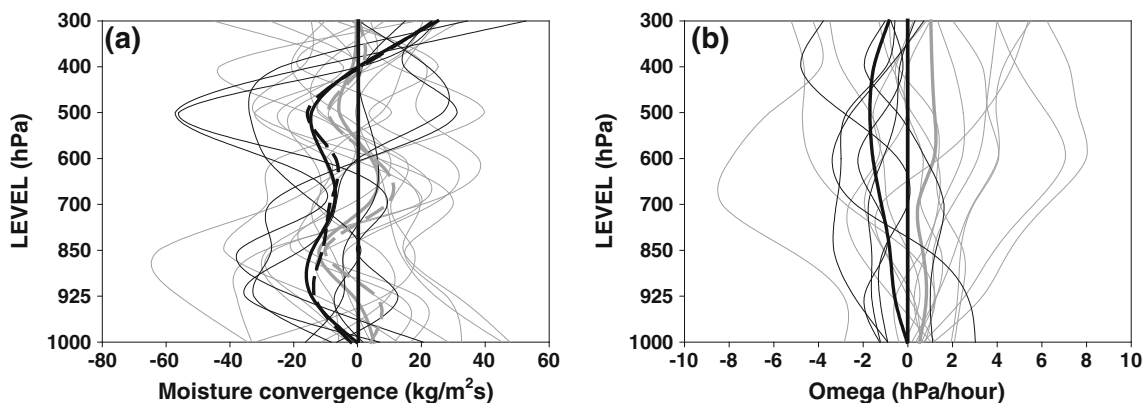 (a)
LEVEL (hPa)
300
400
500
600
700
850
925
1000
-80 -60 -40 -20 0 20 40 60
Moisture convergence (kg/m²s)
(b)
LEVEL (hPa)
300
400
500
600
700
850
925
1000
-10 -8 -6 -4 -2 0 2 4 6 8 10
Omega (hPa/hour)